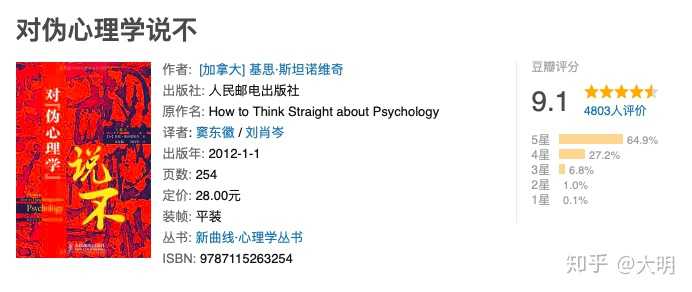 对伪心理学说不
对『伪心理学』
说不
Psychology
作者: [加拿大] 基思·斯坦诺维奇
出版社: 人民邮电出版社
原作名: How to Think Straight about Psychology
译者: 窦东徽 / 刘肖岑
出版年: 2012-1-1
页数: 254
定价: 28.00元
装帧: 平装
丛书: 新曲线·心理学丛书
ISBN: 9787115263254
豆瓣评分
9.1
4803人评价
5星 64.9%
4星 27.2%
3星 6.8%
2星 1.0%
1星 0.1%
知乎 @大明